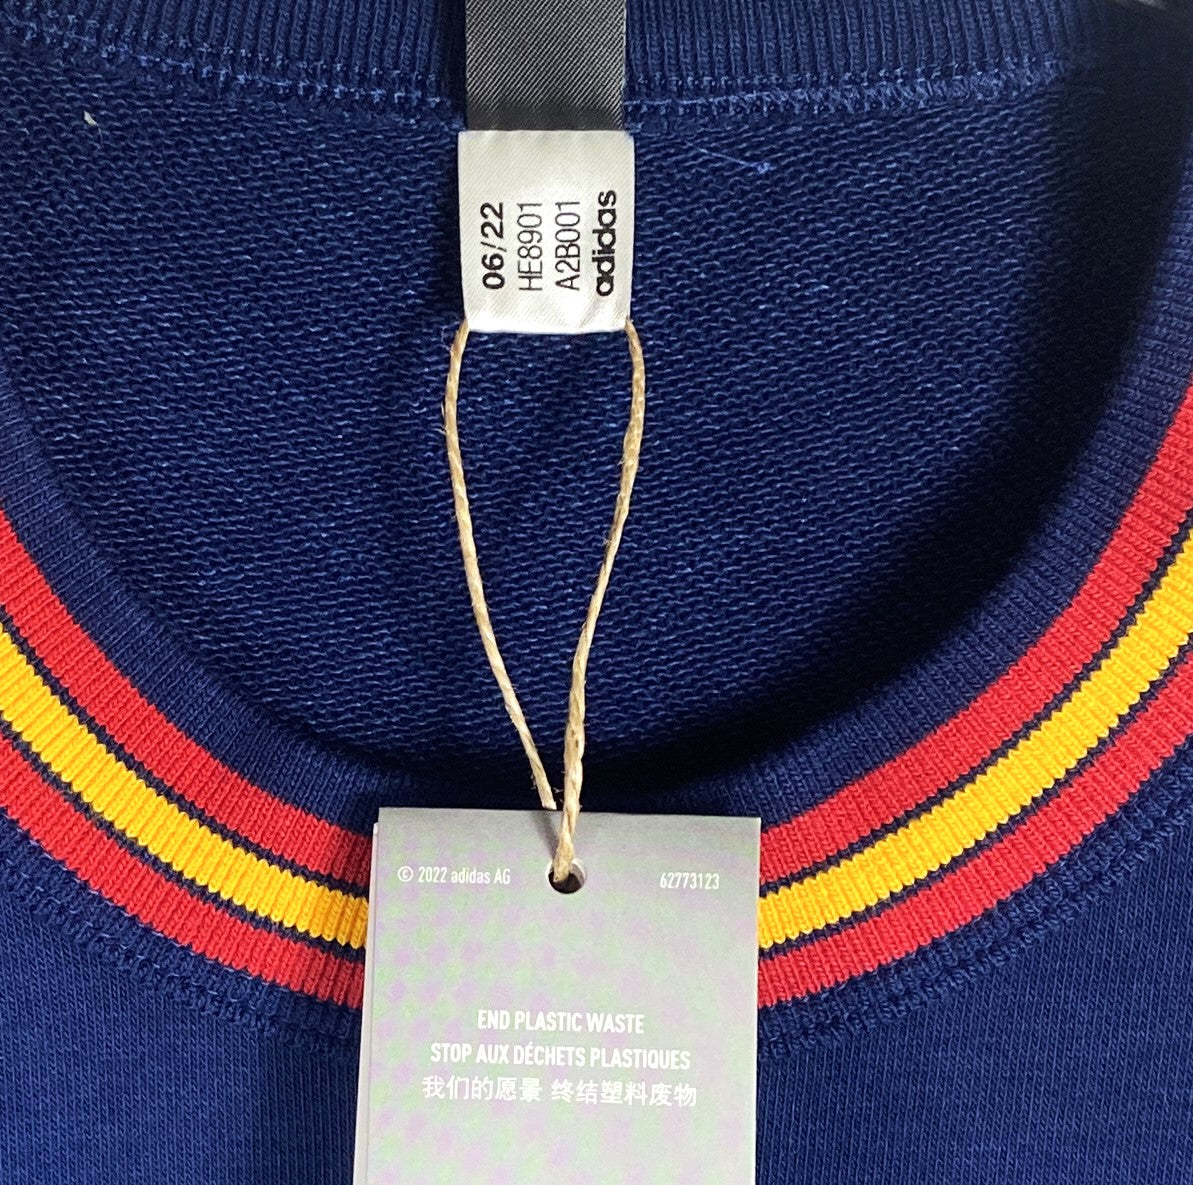 06/22
HE8901
A2B001
adidas
© 2022 adidas AG
62773123
END PLASTIC WASTE
STOP AUX DÉCHETS PLASTIQUES
我们的愿景 终结塑料废物